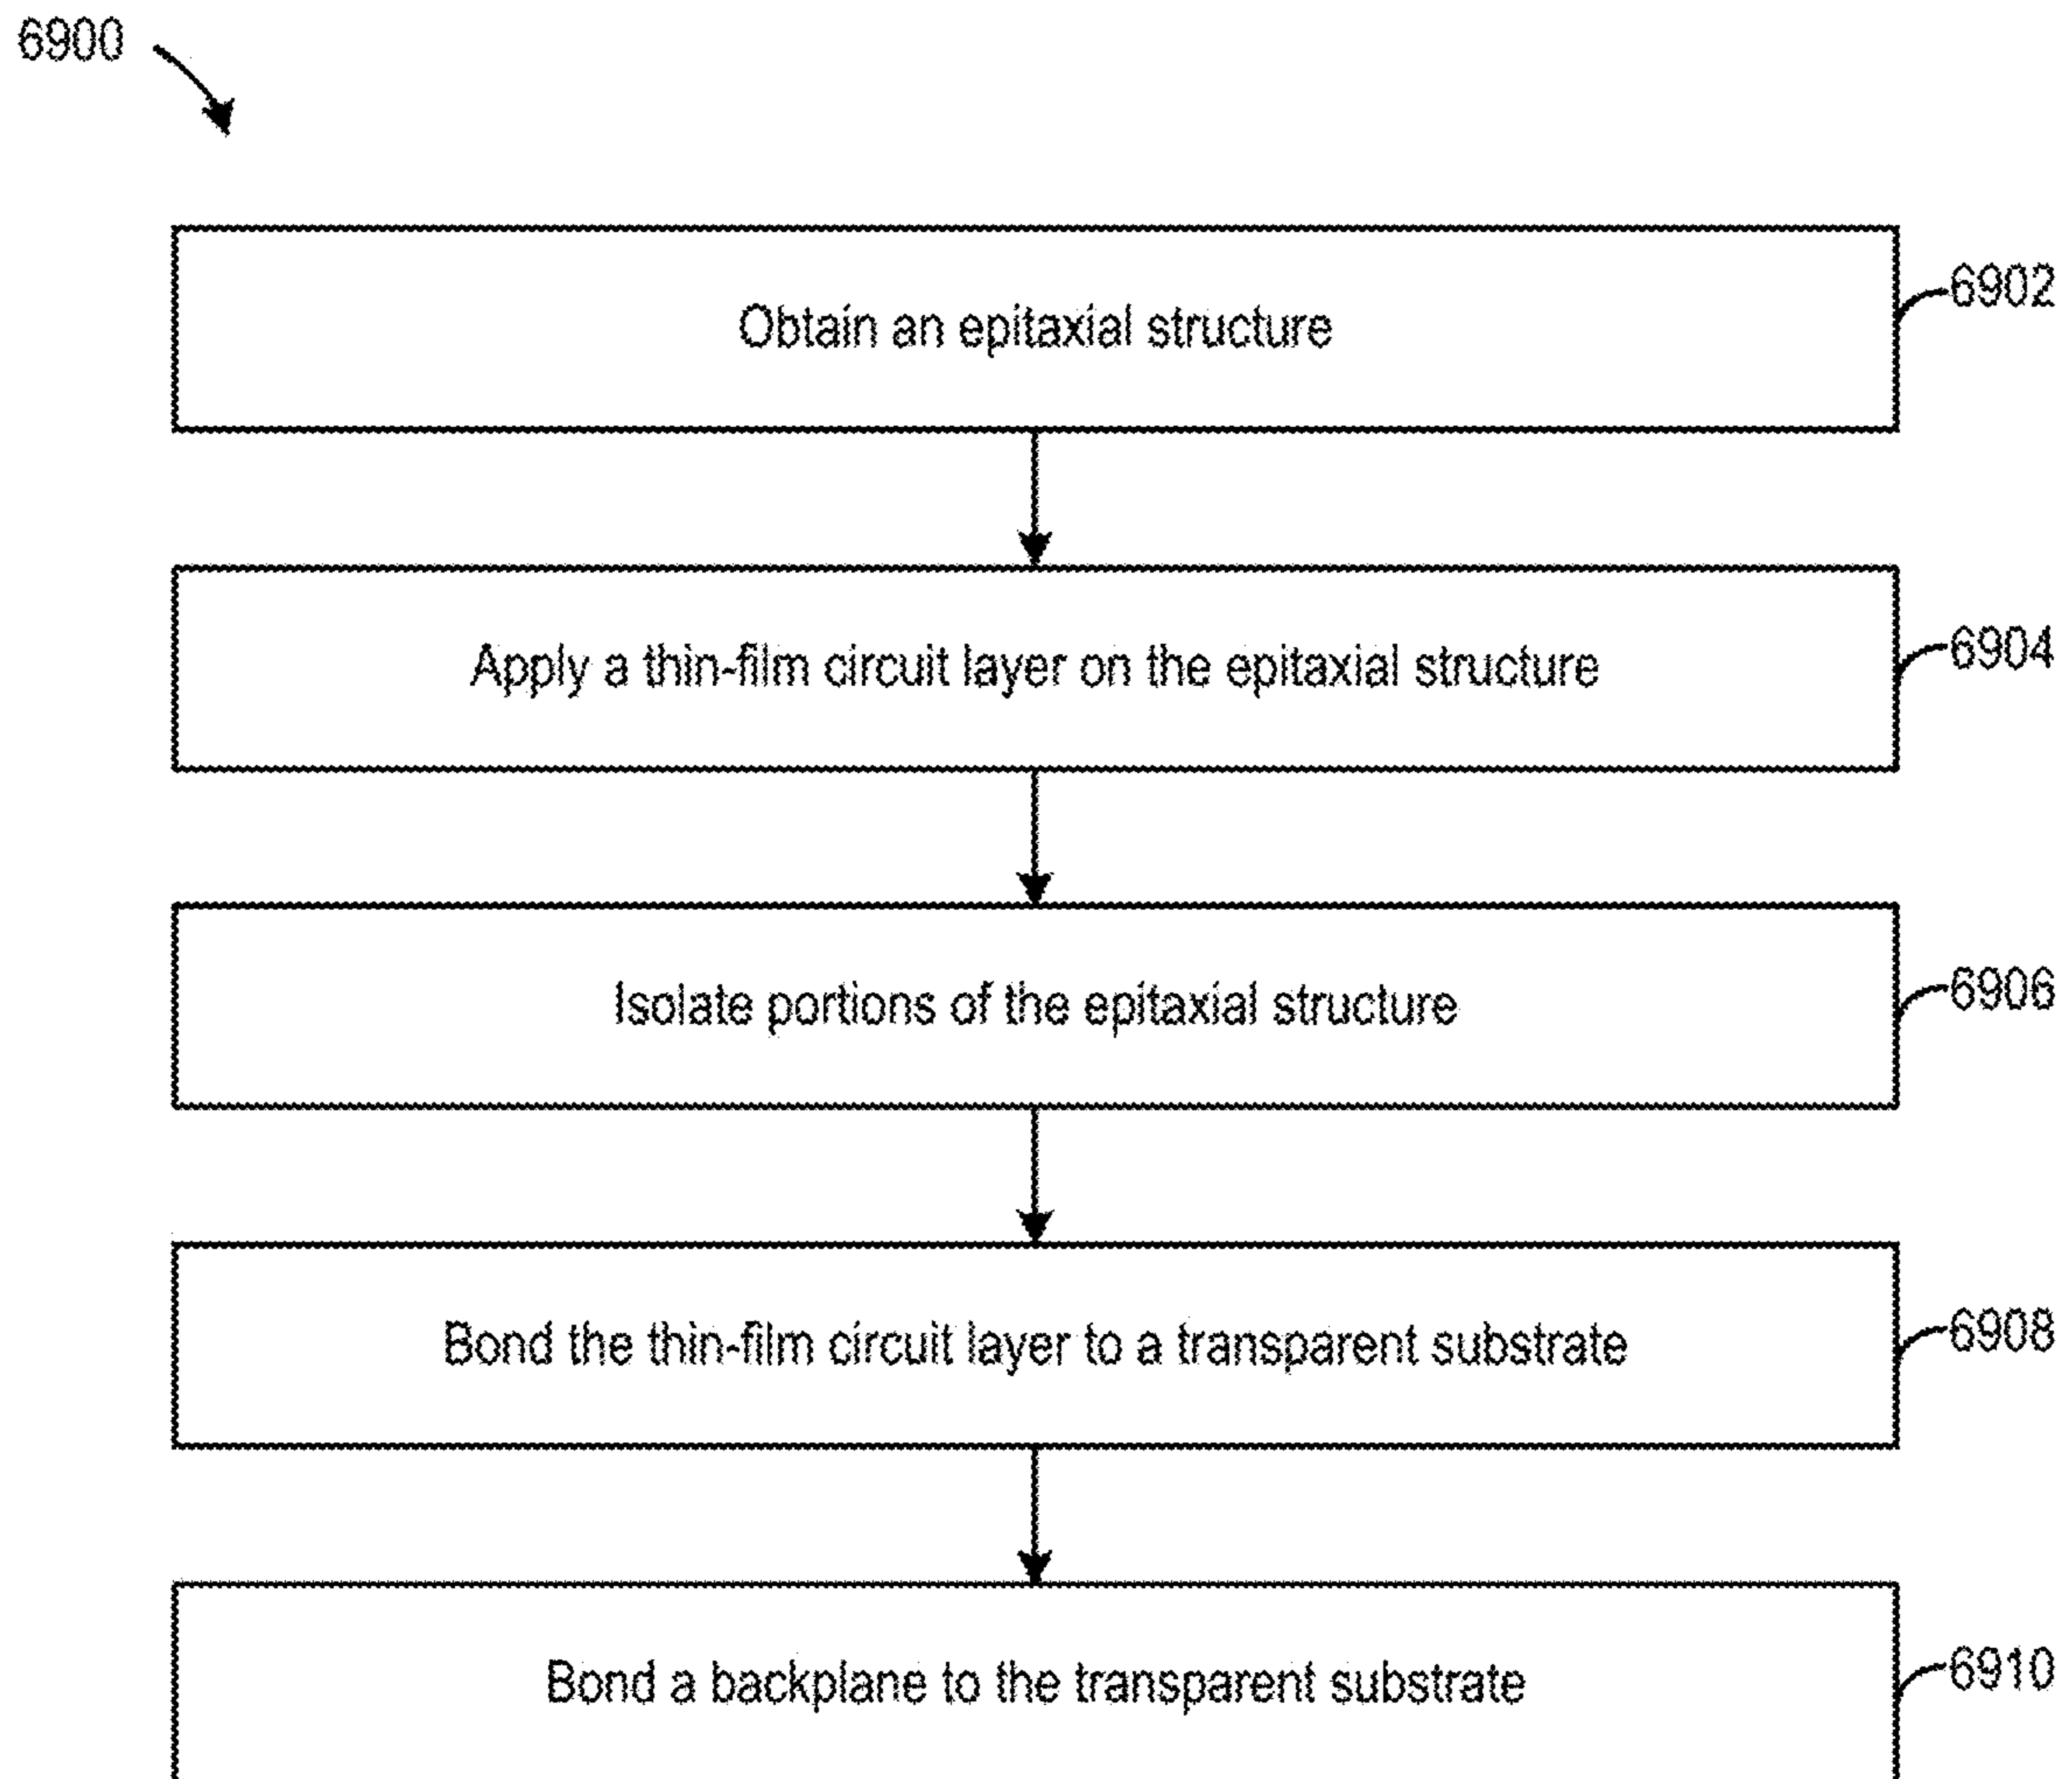 6900
Obtain an epitaxial structure
6902
Apply a thin-film circuit layer on the epitaxial structure
6904
Isolate portions of the epitaxial structure
6906
Bond the thin-film circuit layer to a transparent substrate
6908
Bond a backplane to the transparent substrate
6910